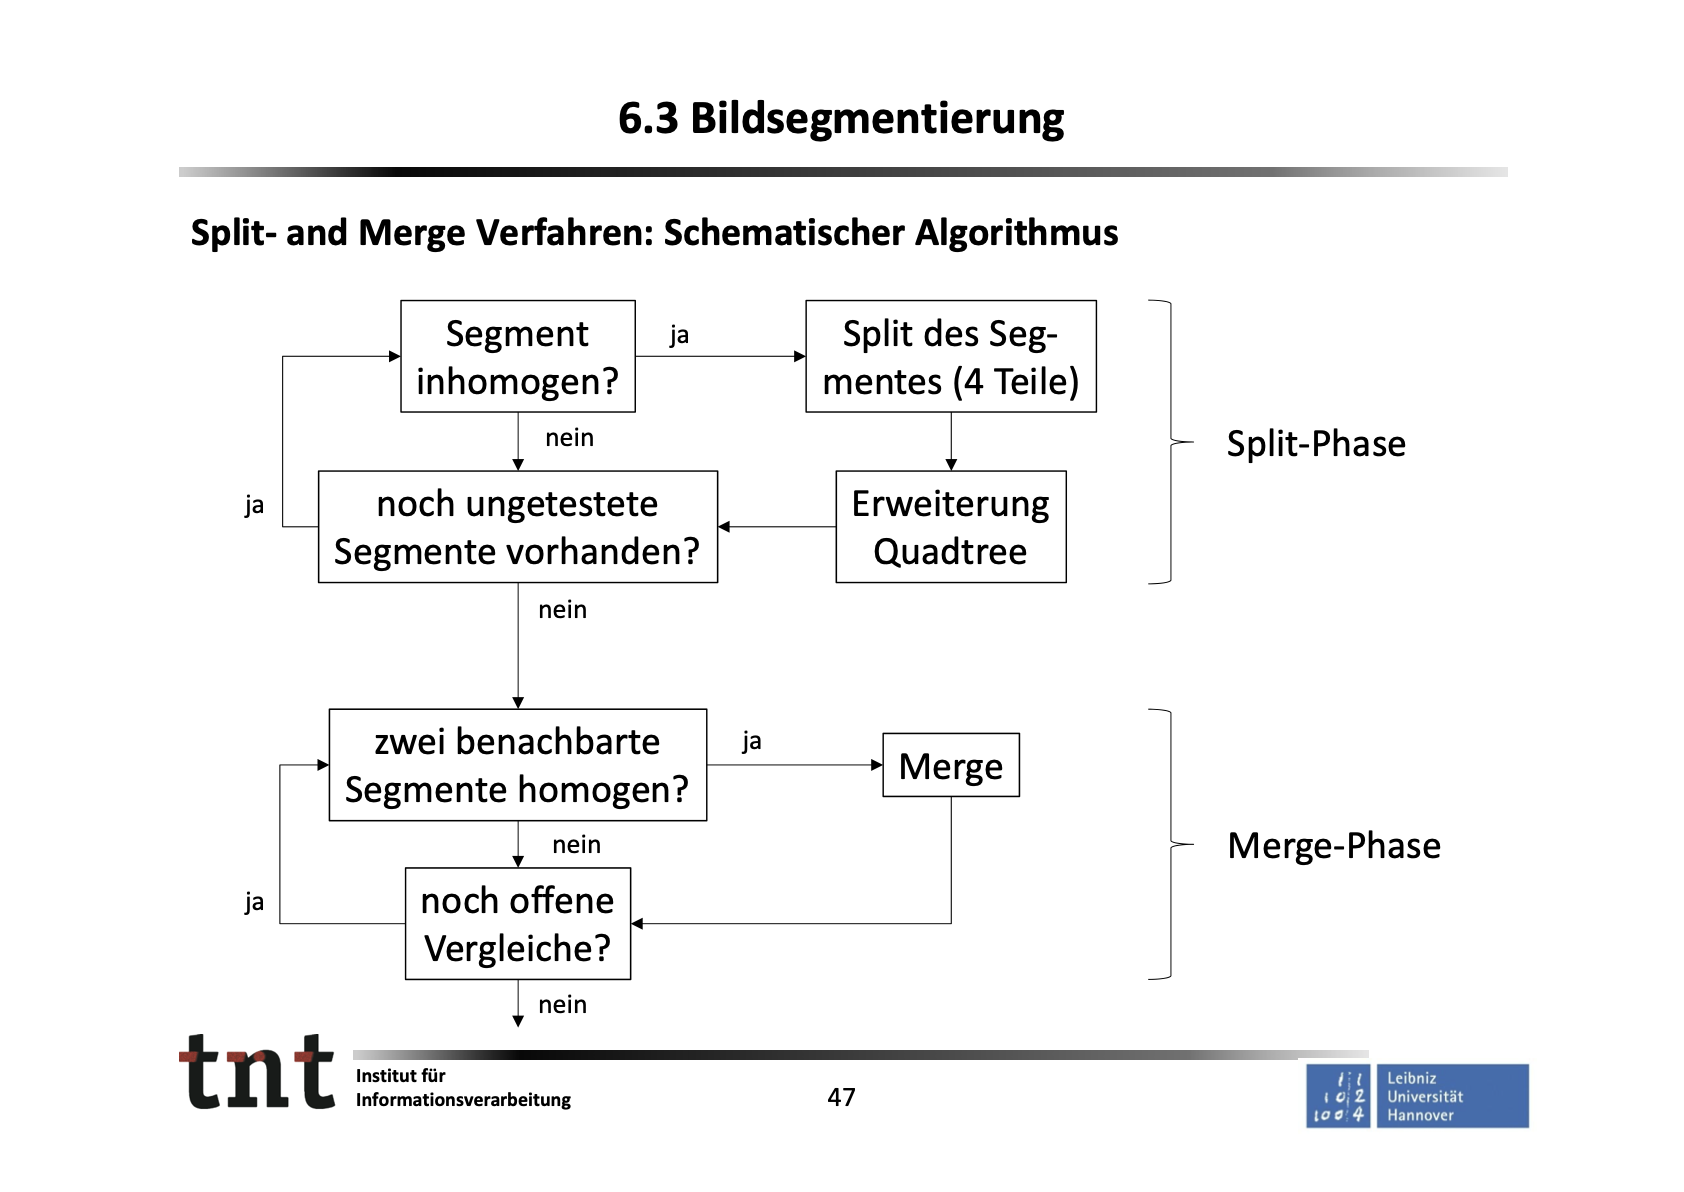 6.3 Bildsegmentierung
Split- and Merge Verfahren: Schematischer Algorithmus
Segment
inhomogen?
ja
Split des Seg-
mentes (4 Teile)
nein
Split-Phase
ja
noch ungetestete
Segmente vorhanden?
Erweiterung
Quadtree
nein
zwei benachbarte
Segmente homogen?
ja
Merge
nein
Merge-Phase
ja
noch offene
Vergleiche?
nein
tnt
Institut für
Informationsverarbeitung
47
Leibniz
Universität
Hannover